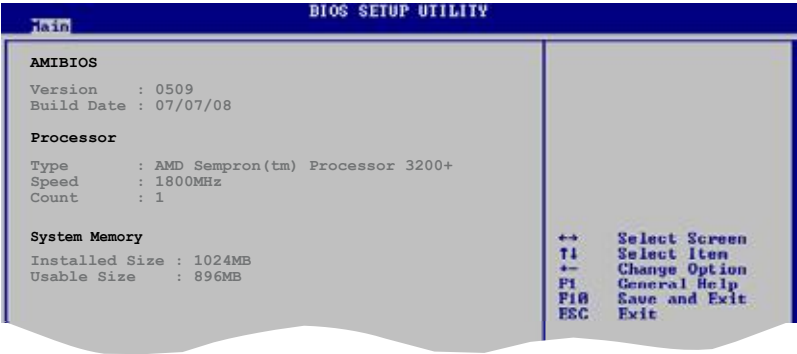 BIOS SETUP UTILITY
Main
AMIBIOS
Version : 0509
Build Date : 07/07/08
Processor
Type : AMD Sempron(tm) Processor 3200+
Speed : 1800MHz
Count : 1
System Memory
Installed Size : 1024MB
Usable Size : 896MB
←→ Select Screen
↑↓ Select Item
+- Change Option
F1 General Help
F10 Save and Exit
ESC Exit